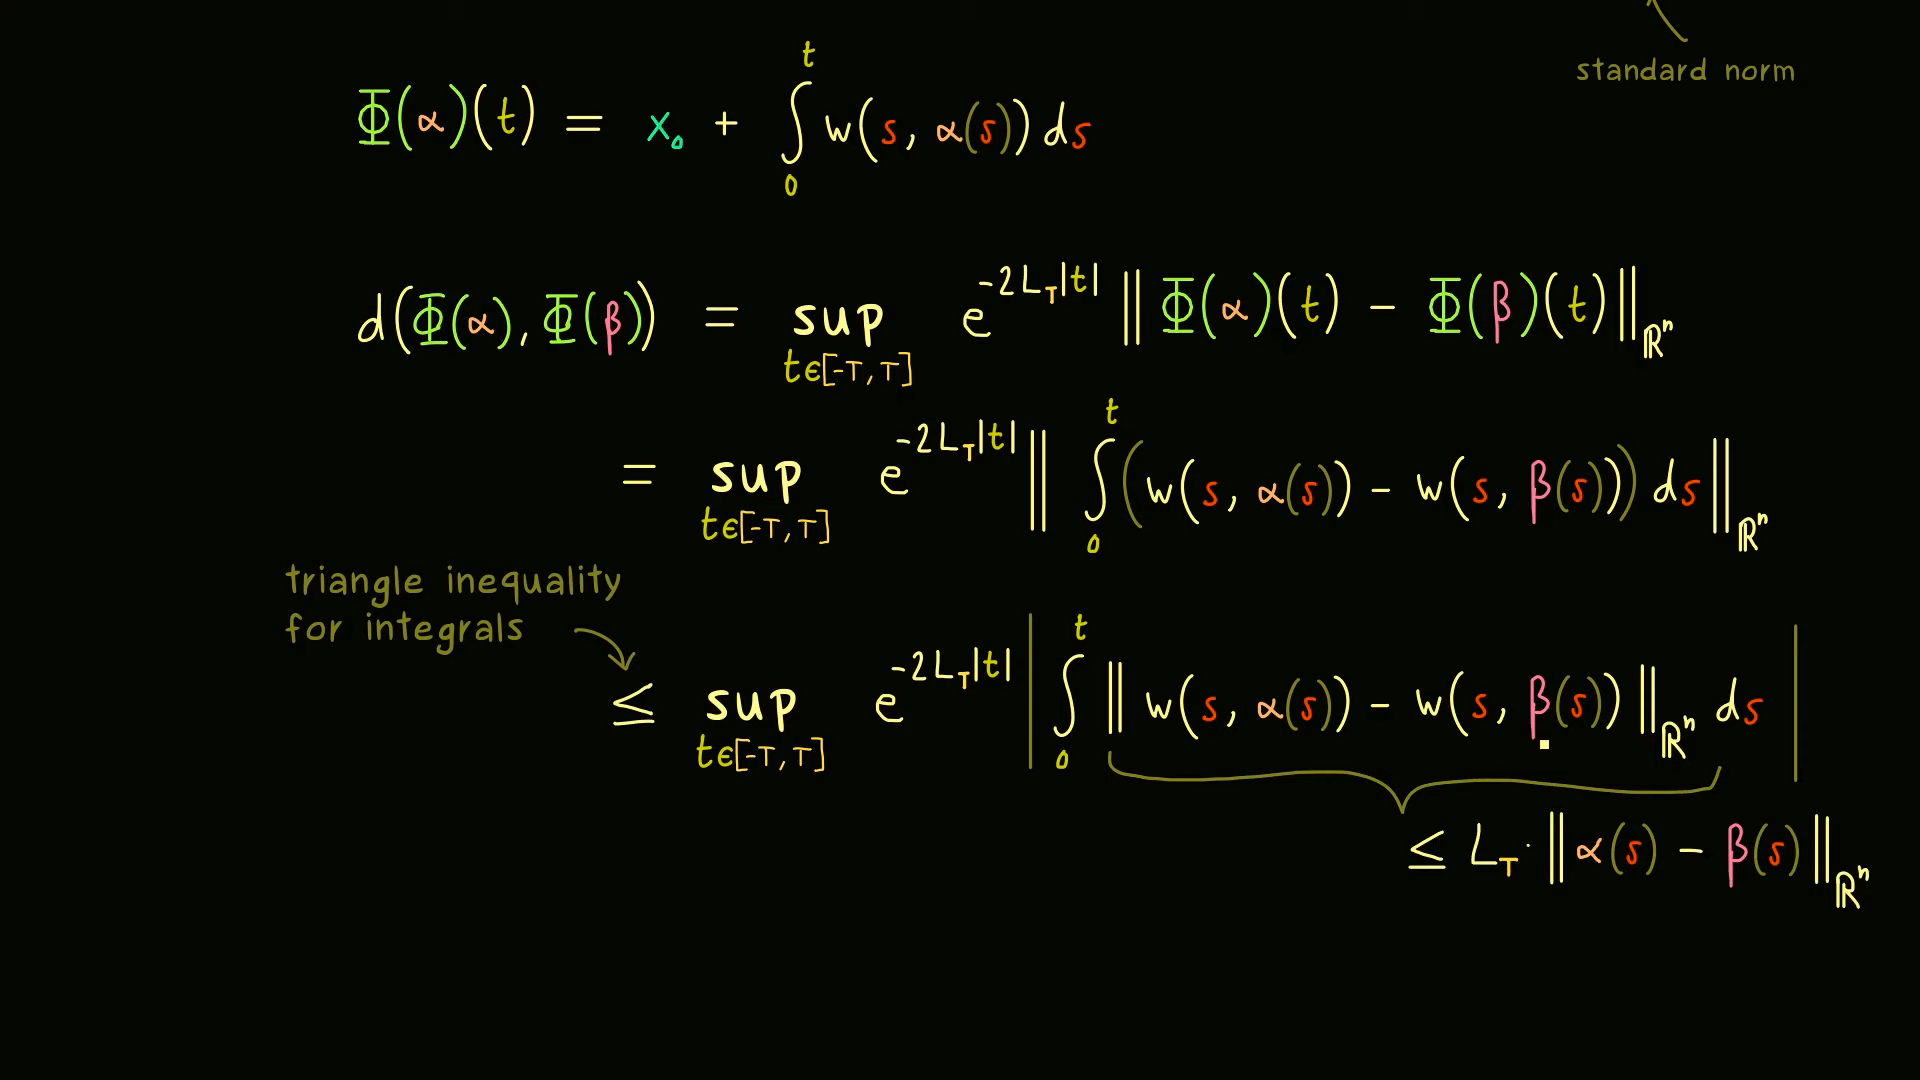 standard norm
Φ(α)(t) = x₀ + ∫₀ᵗ w(s, α(s)) ds
d(Φ(α), Φ(β)) = sup_{t∈[-T,T]} e^{-2L_T|t|} ‖Φ(α)(t) − Φ(β)(t)‖_{ℝⁿ}
= sup_{t∈[-T,T]} e^{-2L_T|t|} ‖∫₀ᵗ (w(s, α(s)) − w(s, β(s))) ds‖_{ℝⁿ}
triangle inequality
for integrals
≤ sup_{t∈[-T,T]} e^{-2L_T|t|} |∫₀ᵗ ‖w(s, α(s)) − w(s, β(s))‖_{ℝⁿ} ds|
≤ L_T · ‖α(s) − β(s)‖_{ℝⁿ}